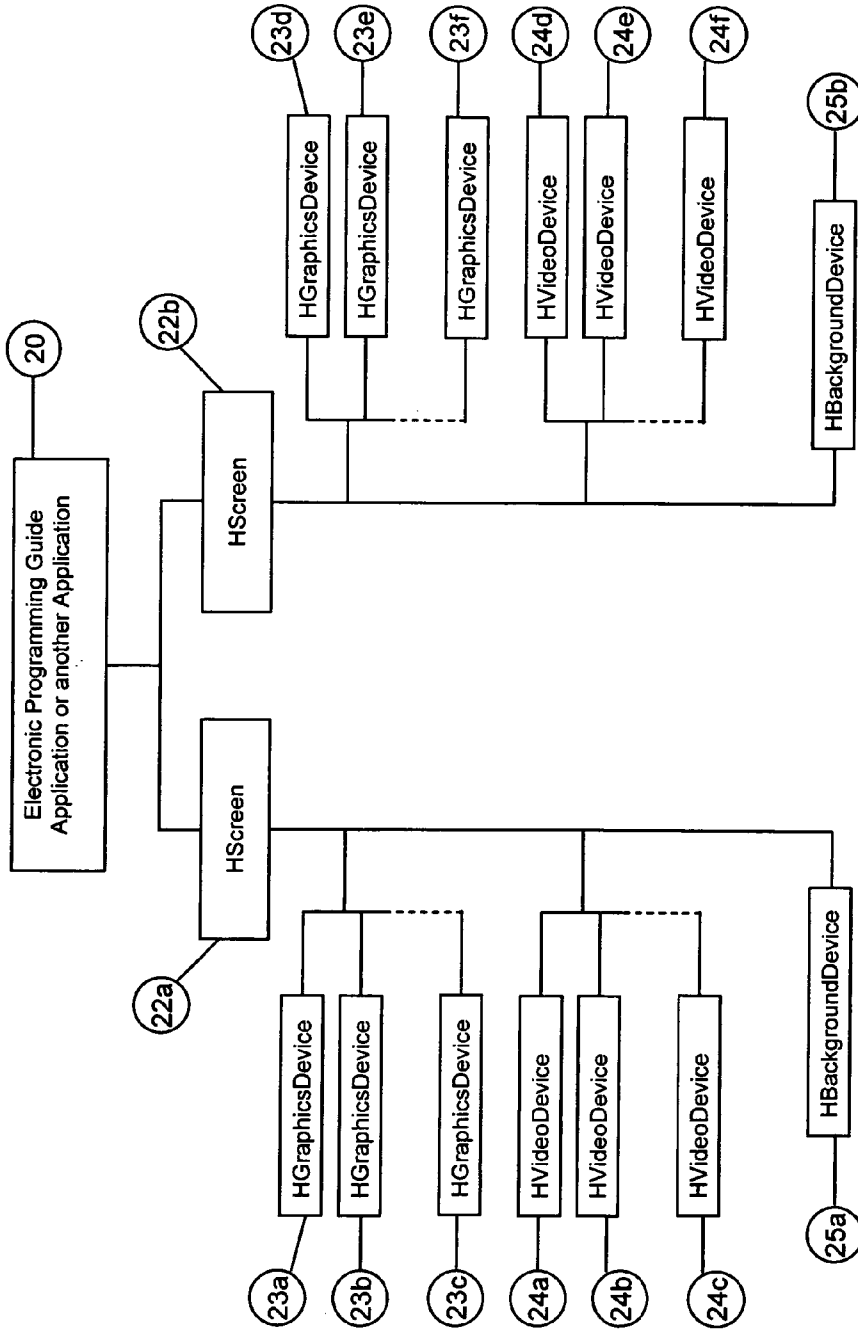 20
Electronic Programming Guide
Application or another Application
22a
HScreen
HScreen
22b
23a
HGraphicsDevice
HGraphicsDevice
23d
23b
HGraphicsDevice
HGraphicsDevice
23e
23c
HGraphicsDevice
HGraphicsDevice
23f
24a
HVideoDevice
HVideoDevice
24d
24b
HVideoDevice
HVideoDevice
24e
24c
HVideoDevice
HVideoDevice
24f
25a
HBackgroundDevice
HBackgroundDevice
25b